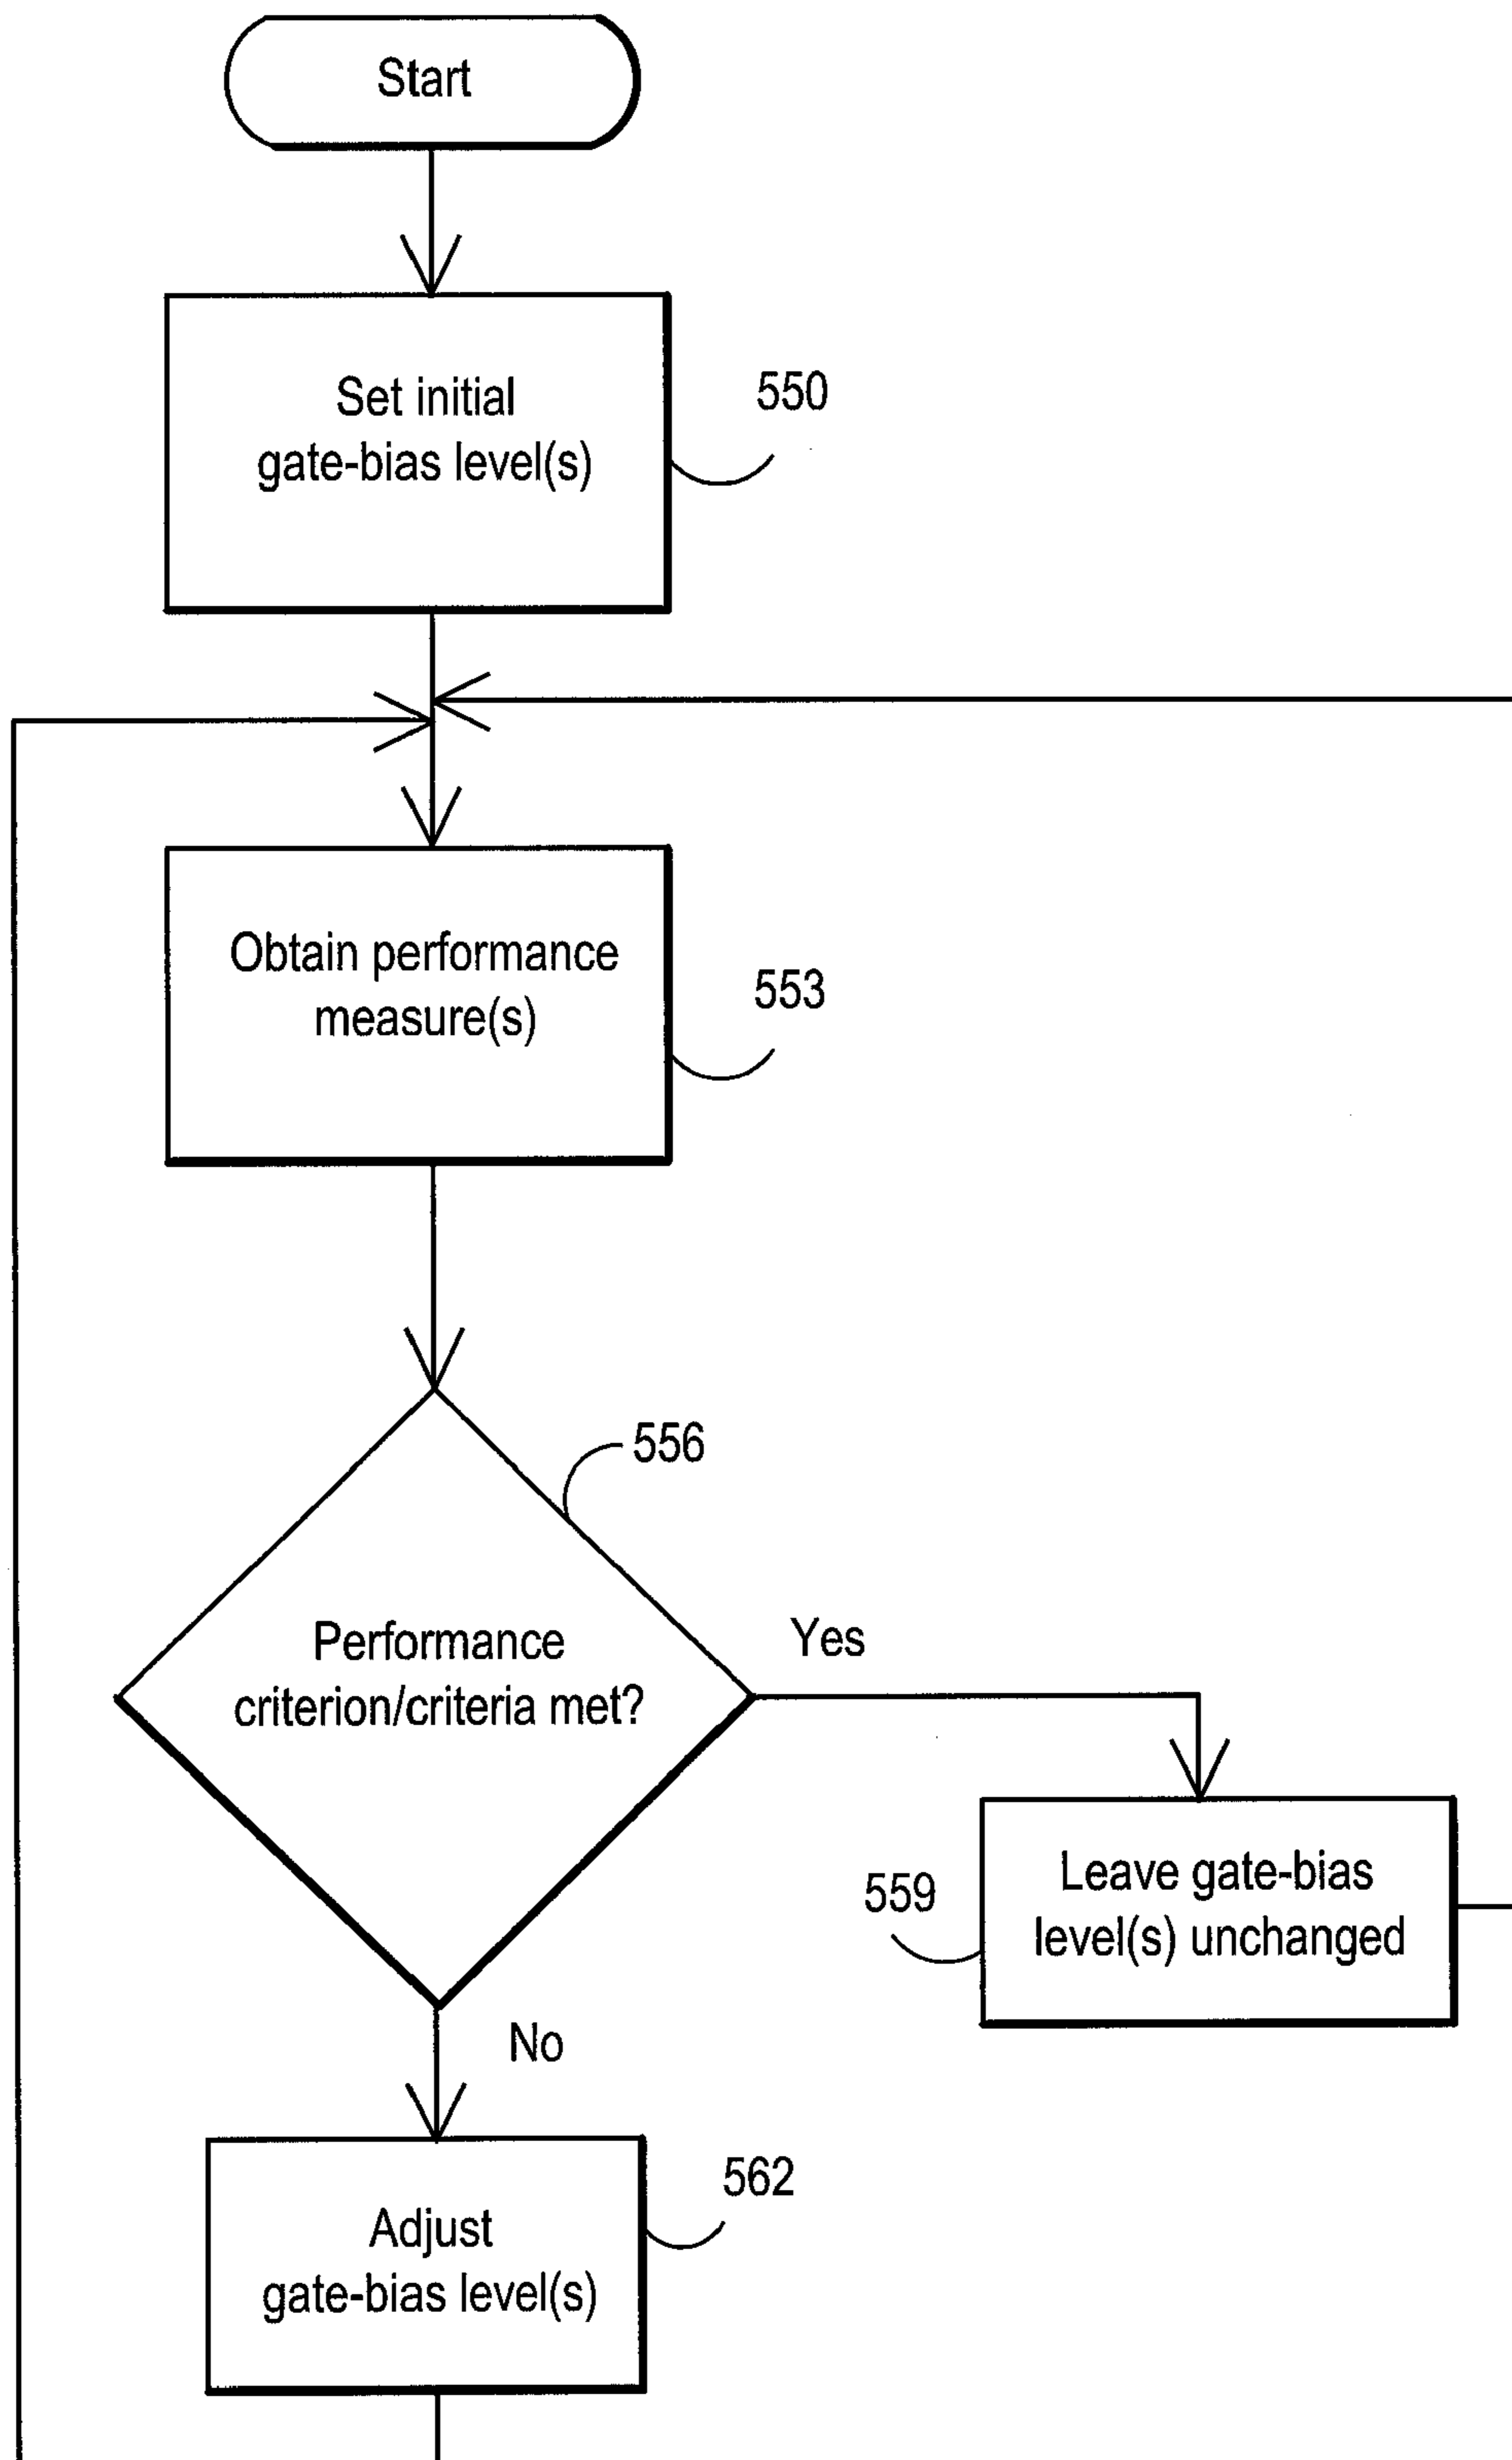 Start
Set initial
gate-bias level(s)
550
Obtain performance
measure(s)
553
556
Performance
criterion/criteria met?
Yes
Leave gate-bias
level(s) unchanged
559
No
Adjust
gate-bias level(s)
562